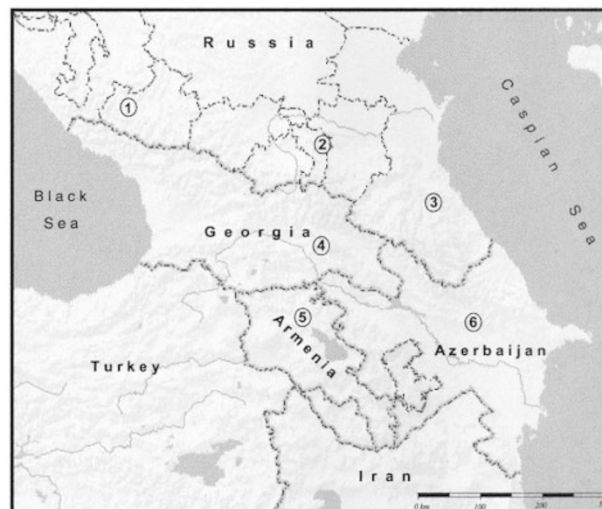 Russia
①
②
Caspian Sea
Black
Sea
③
Georgia
④
⑤
Armenia
⑥
Azerbaijan
Turkey
Iran
0 km
100
200